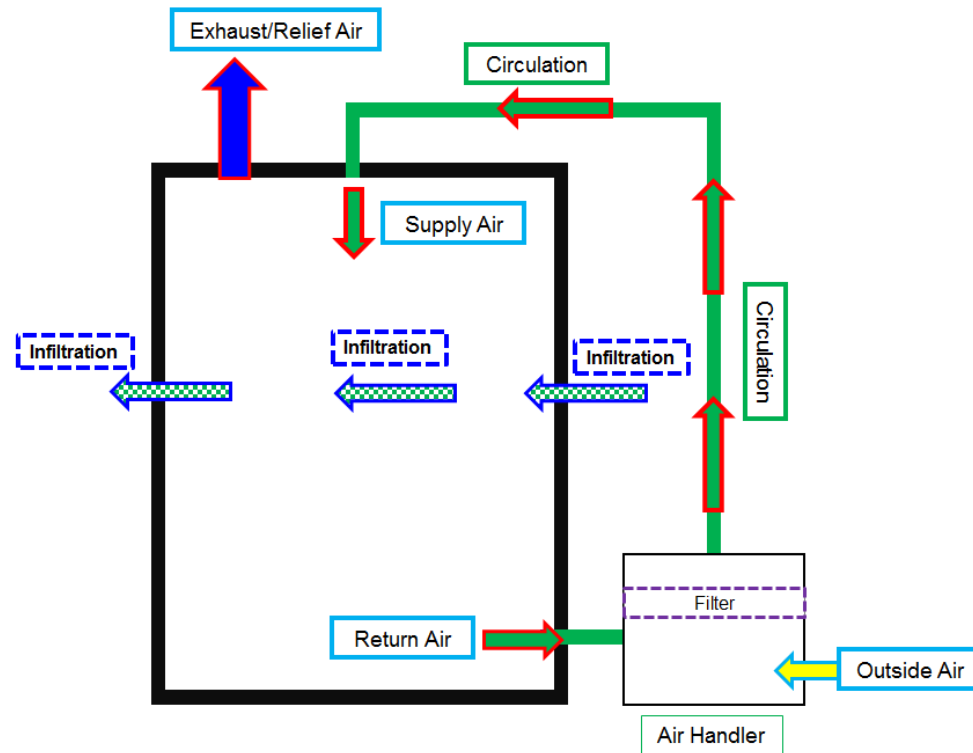 Exhaust/Relief Air
Circulation
Supply Air
Infiltration
Infiltration
Infiltration
Circulation
Filter
Return Air
Outside Air
Air Handler